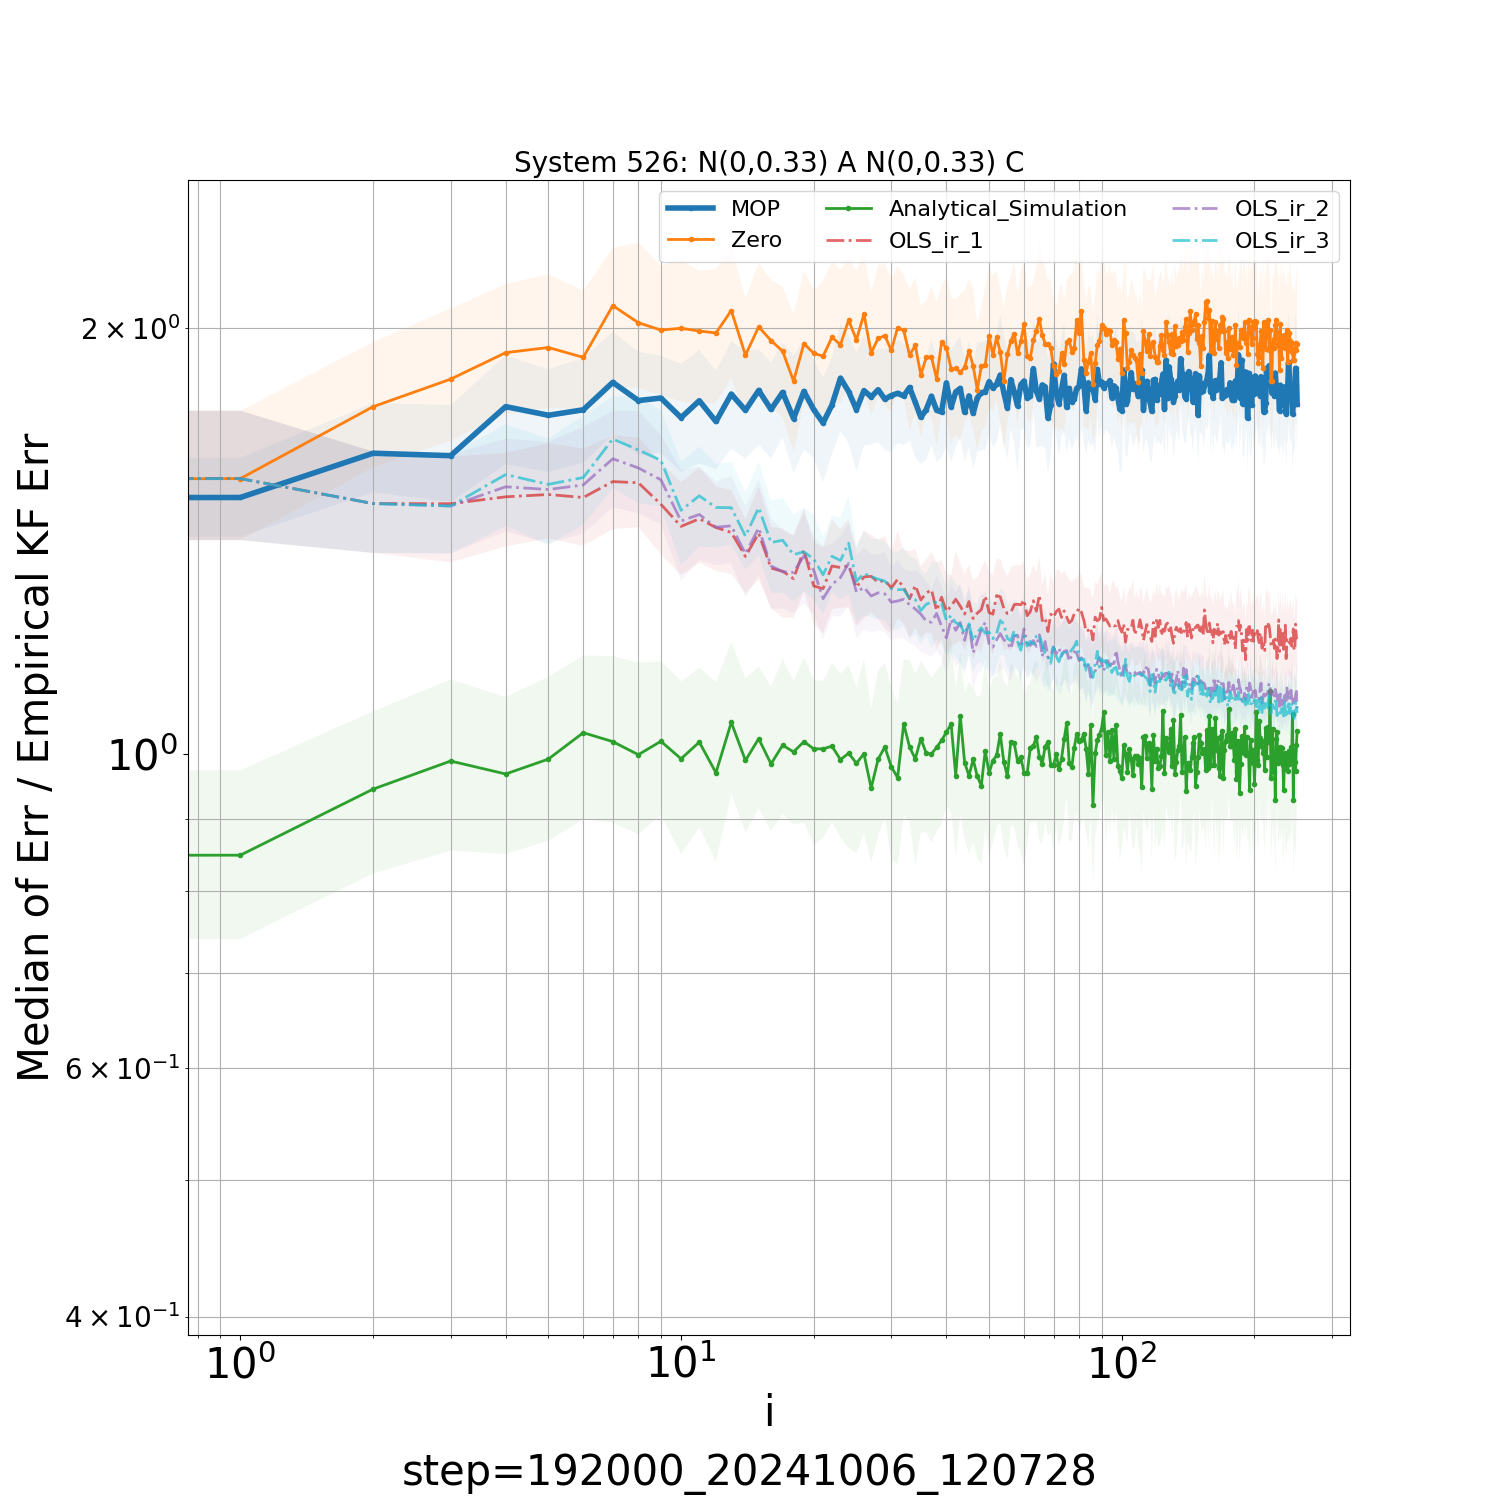 System 526: N(0,0.33) A N(0,0.33) C
MOP
Zero
Analytical_Simulation
OLS_ir_1
OLS_ir_2
OLS_ir_3
Median of Err / Empirical KF Err
2 × 10⁰
10⁰
6 × 10⁻¹
4 × 10⁻¹
10⁰ 10¹ 10²
i
step=192000_20241006_120728